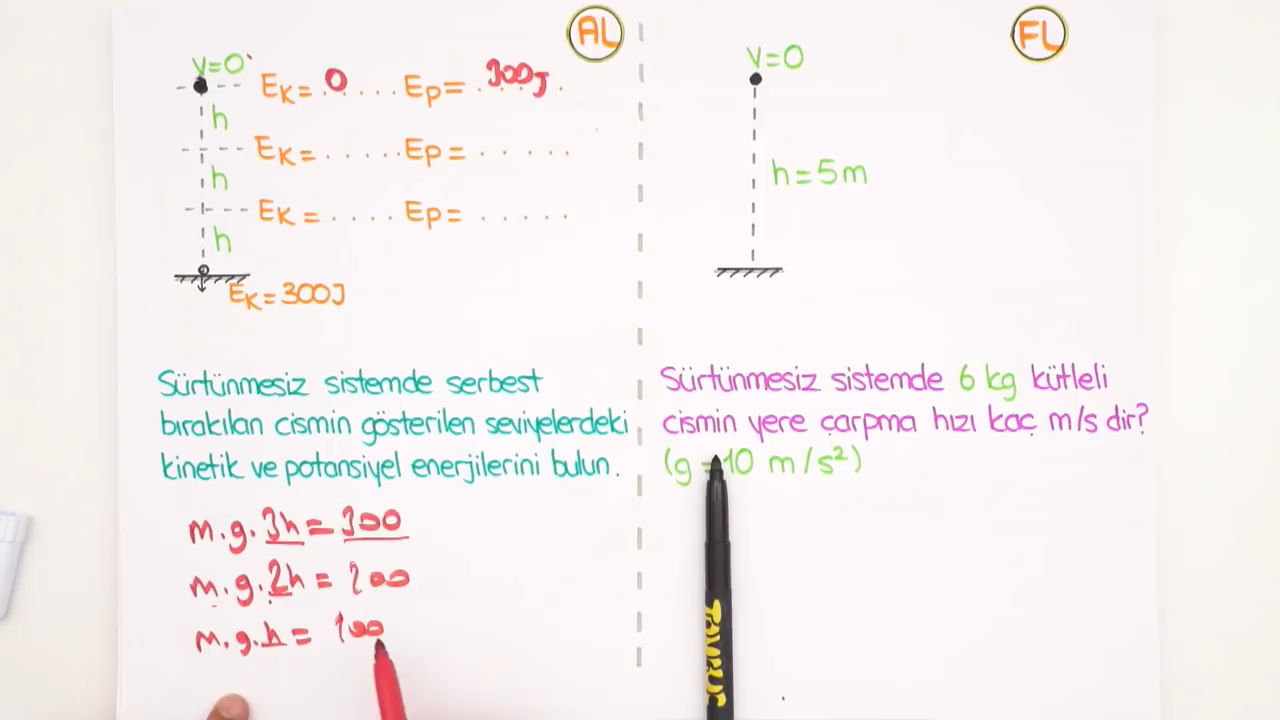 AL
V=0
EK= 0 ..... EP= 300J
h
EK= ..... EP= .....
h
EK= .... EP= .....
h
EK=300J
Sürtünmesiz sistemde serbest
bırakılan cismin gösterilen seviyelerdeki
kinetik ve potansiyel enerjilerini bulun.
m.g.3h=300
m.g.2h=200
m.g.h=100
FL
V=0
h=5m
Sürtünmesiz sistemde 6 kg kütleli
cismin yere çarpma hızı kaç m/s dir?
(g=10 m/s²)